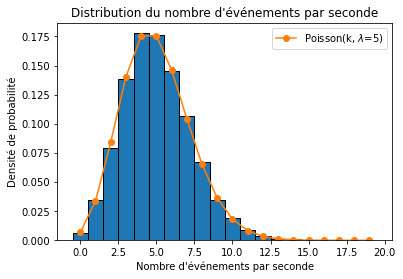 Distribution du nombre d'événements par seconde
Poisson(k, λ=5)
Densité de probabilité
0.175
0.150
0.125
0.100
0.075
0.050
0.025
0.000
0.0 2.5 5.0 7.5 10.0 12.5 15.0 17.5 20.0
Nombre d'événements par seconde